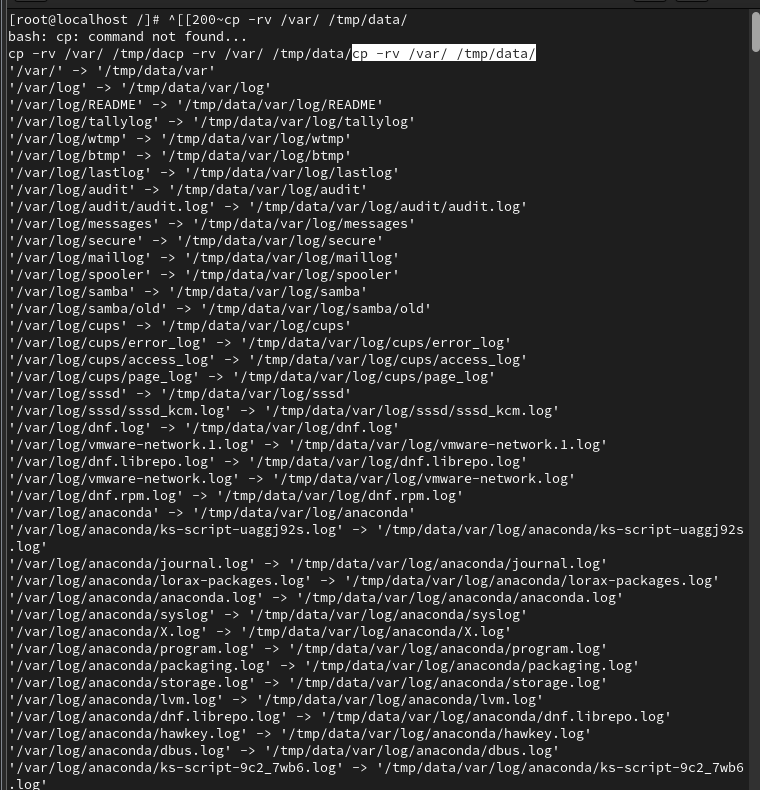 [root@localhost /]# ^[[200~cp -rv /var/ /tmp/data/
bash: cp: command not found...
cp -rv /var/ /tmp/dacp -rv /var/ /tmp/data/cp -rv /var/ /tmp/data/
'/var/' -> '/tmp/data/var'
'/var/log' -> '/tmp/data/var/log'
'/var/log/README' -> '/tmp/data/var/log/README'
'/var/log/tallylog' -> '/tmp/data/var/log/tallylog'
'/var/log/wtmp' -> '/tmp/data/var/log/wtmp'
'/var/log/btmp' -> '/tmp/data/var/log/btmp'
'/var/log/lastlog' -> '/tmp/data/var/log/lastlog'
'/var/log/audit' -> '/tmp/data/var/log/audit'
'/var/log/audit/audit.log' -> '/tmp/data/var/log/audit/audit.log'
'/var/log/messages' -> '/tmp/data/var/log/messages'
'/var/log/secure' -> '/tmp/data/var/log/secure'
'/var/log/maillog' -> '/tmp/data/var/log/maillog'
'/var/log/spooler' -> '/tmp/data/var/log/spooler'
'/var/log/samba' -> '/tmp/data/var/log/samba'
'/var/log/samba/old' -> '/tmp/data/var/log/samba/old'
'/var/log/cups' -> '/tmp/data/var/log/cups'
'/var/log/cups/error_log' -> '/tmp/data/var/log/cups/error_log'
'/var/log/cups/access_log' -> '/tmp/data/var/log/cups/access_log'
'/var/log/cups/page_log' -> '/tmp/data/var/log/cups/page_log'
'/var/log/sssd' -> '/tmp/data/var/log/sssd'
'/var/log/sssd/sssd_kcm.log' -> '/tmp/data/var/log/sssd/sssd_kcm.log'
'/var/log/dnf.log' -> '/tmp/data/var/log/dnf.log'
'/var/log/vmware-network.1.log' -> '/tmp/data/var/log/vmware-network.1.log'
'/var/log/dnf.librepo.log' -> '/tmp/data/var/log/dnf.librepo.log'
'/var/log/vmware-network.log' -> '/tmp/data/var/log/vmware-network.log'
'/var/log/dnf.rpm.log' -> '/tmp/data/var/log/dnf.rpm.log'
'/var/log/anaconda' -> '/tmp/data/var/log/anaconda'
'/var/log/anaconda/ks-script-uaggj92s.log' -> '/tmp/data/var/log/anaconda/ks-script-uaggj92s
.log'
'/var/log/anaconda/journal.log' -> '/tmp/data/var/log/anaconda/journal.log'
'/var/log/anaconda/lorax-packages.log' -> '/tmp/data/var/log/anaconda/lorax-packages.log'
'/var/log/anaconda/anaconda.log' -> '/tmp/data/var/log/anaconda/anaconda.log'
'/var/log/anaconda/syslog' -> '/tmp/data/var/log/anaconda/syslog'
'/var/log/anaconda/X.log' -> '/tmp/data/var/log/anaconda/X.log'
'/var/log/anaconda/program.log' -> '/tmp/data/var/log/anaconda/program.log'
'/var/log/anaconda/packaging.log' -> '/tmp/data/var/log/anaconda/packaging.log'
'/var/log/anaconda/storage.log' -> '/tmp/data/var/log/anaconda/storage.log'
'/var/log/anaconda/lvm.log' -> '/tmp/data/var/log/anaconda/lvm.log'
'/var/log/anaconda/dnf.librepo.log' -> '/tmp/data/var/log/anaconda/dnf.librepo.log'
'/var/log/anaconda/hawkey.log' -> '/tmp/data/var/log/anaconda/hawkey.log'
'/var/log/anaconda/dbus.log' -> '/tmp/data/var/log/anaconda/dbus.log'
'/var/log/anaconda/ks-script-9c2_7wb6.log' -> '/tmp/data/var/log/anaconda/ks-script-9c2_7wb6
.log'